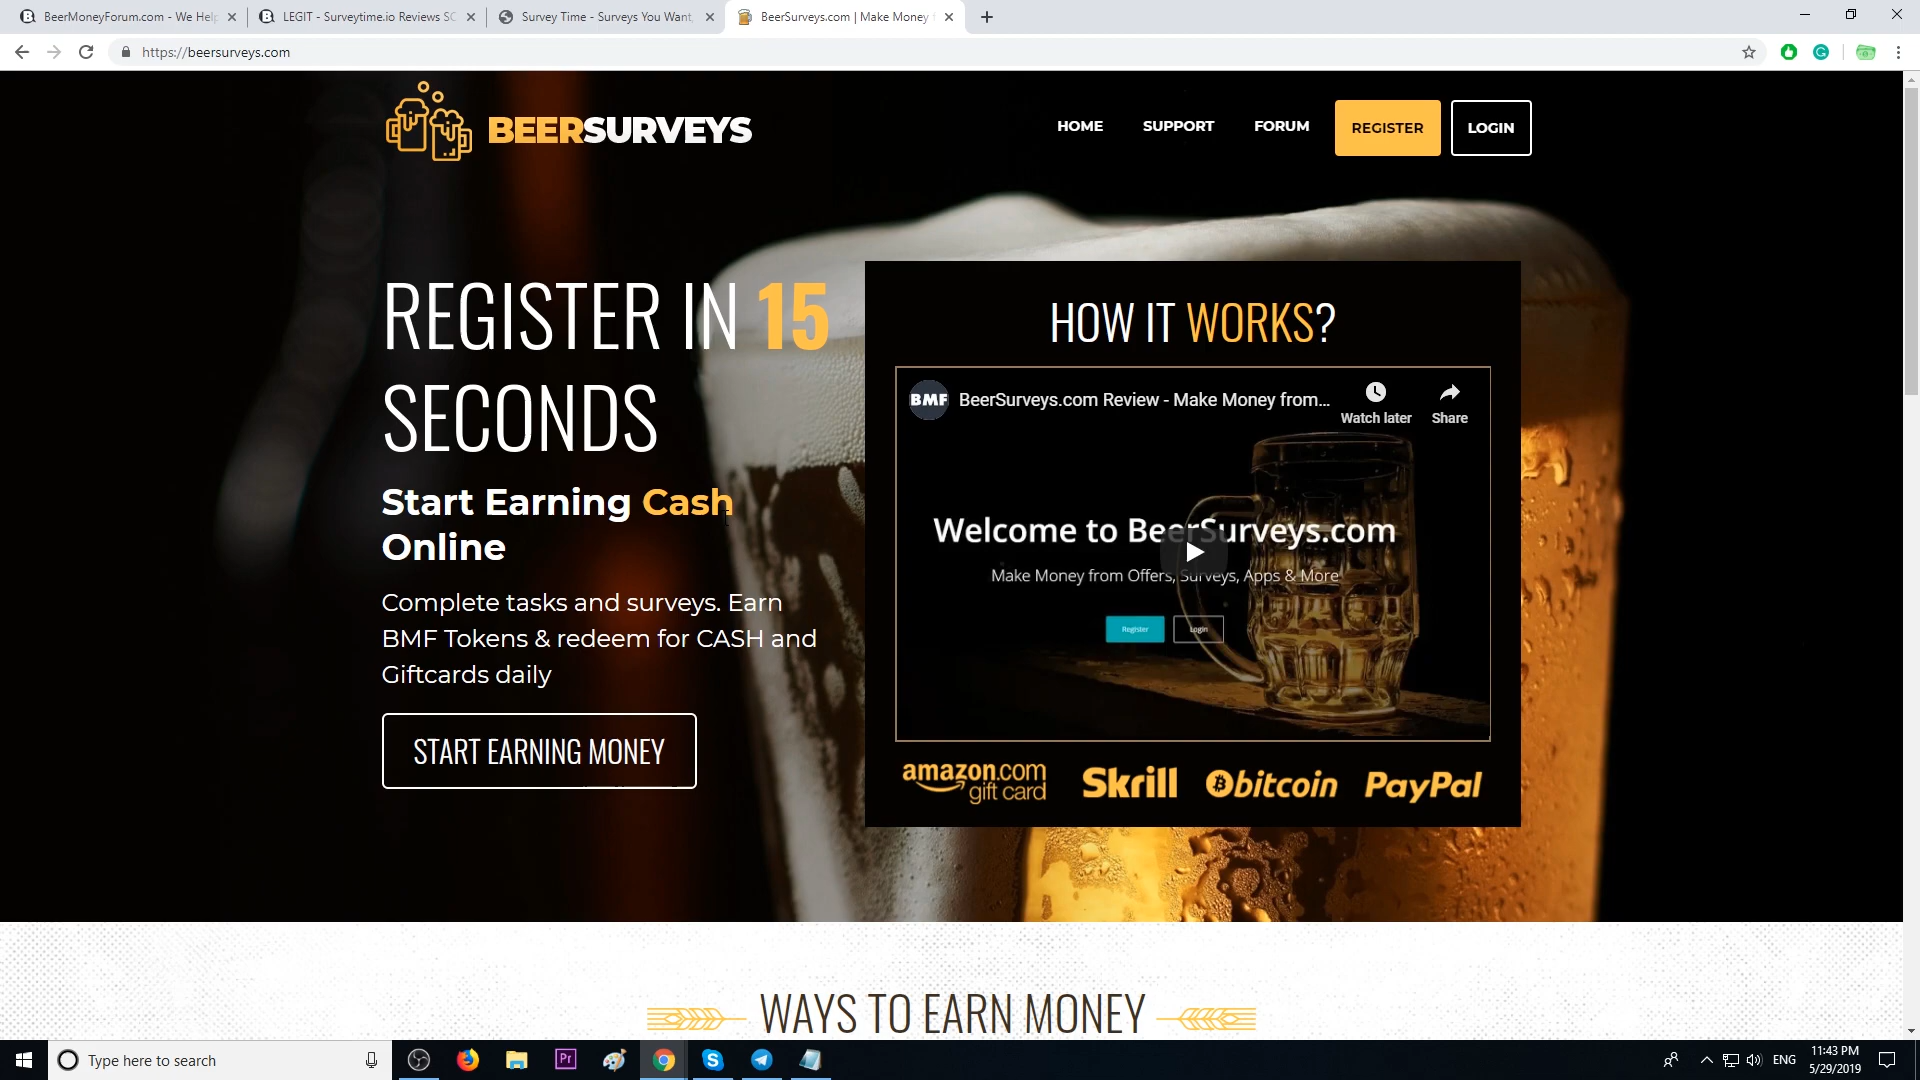 BeerMoneyForum.com - We Hel
LEGIT - Surveytime.io Reviews SC
Survey Time - Surveys You Want,
BeerSurveys.com | Make Money
https://beersurveys.com
BEERSURVEYS
HOME
SUPPORT
FORUM
REGISTER
LOGIN
REGISTER IN 15
SECONDS
Start Earning Cash
Online
Complete tasks and surveys. Earn
BMF Tokens & redeem for CASH and
Giftcards daily
START EARNING MONEY
HOW IT WORKS?
BMF
BeerSurveys.com Review - Make Money from...
Watch later
Share
Welcome to BeerSurveys.com
Make Money from Offers, Surveys, Apps & More
Register
Login
amazon.com
gift card
Skrill
bitcoin
PayPal
WAYS TO EARN MONEY
Type here to search
Pr
ENG
11:43 PM
5/29/2019